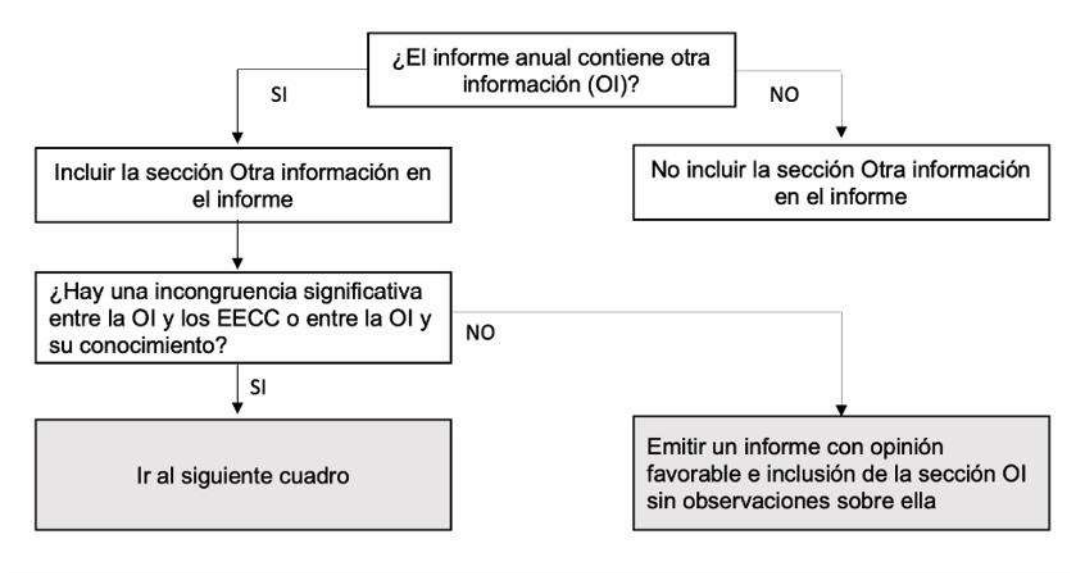 ¿El informe anual contiene otra
información (OI)?
SI
NO
Incluir la sección Otra información en
el informe
No incluir la sección Otra información
en el informe
¿Hay una incongruencia significativa
entre la OI y los EECC o entre la OI y
su conocimiento?
NO
SI
Ir al siguiente cuadro
Emitir un informe con opinión
favorable e inclusión de la sección OI
sin observaciones sobre ella